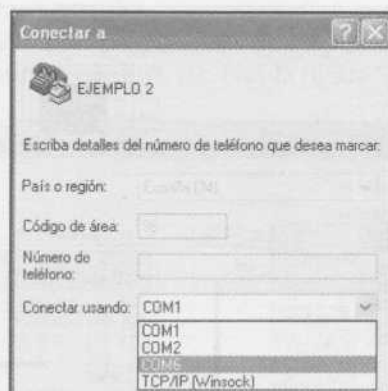 Conectar a
EJEMPLO 2
Escriba detalles del número de teléfono que desea marcar:
País o región:
Código de área:
Número de
teléfono:
Conectar usando: COM1
COM1
COM2
COM6
TCP/IP (Winsock)